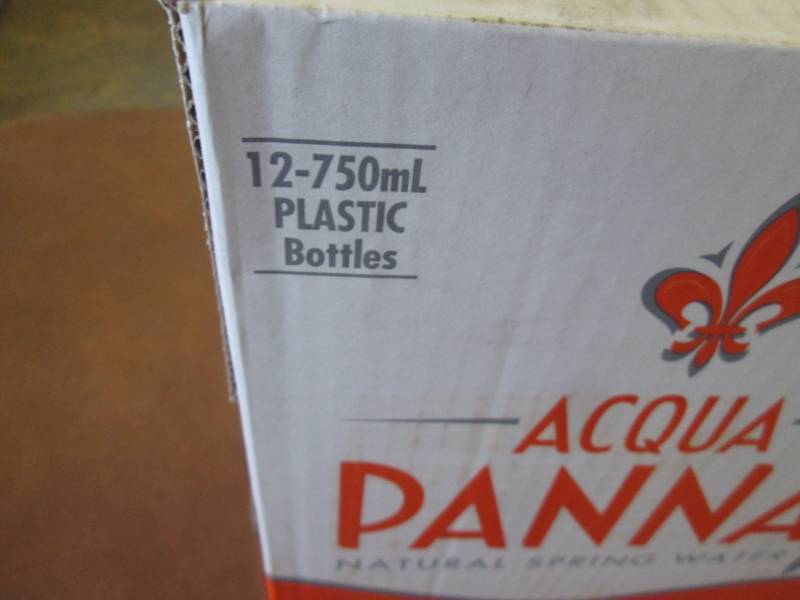 12-750mL
PLASTIC
Bottles
ACQUA
PANNA
NATURAL SPRING WATER